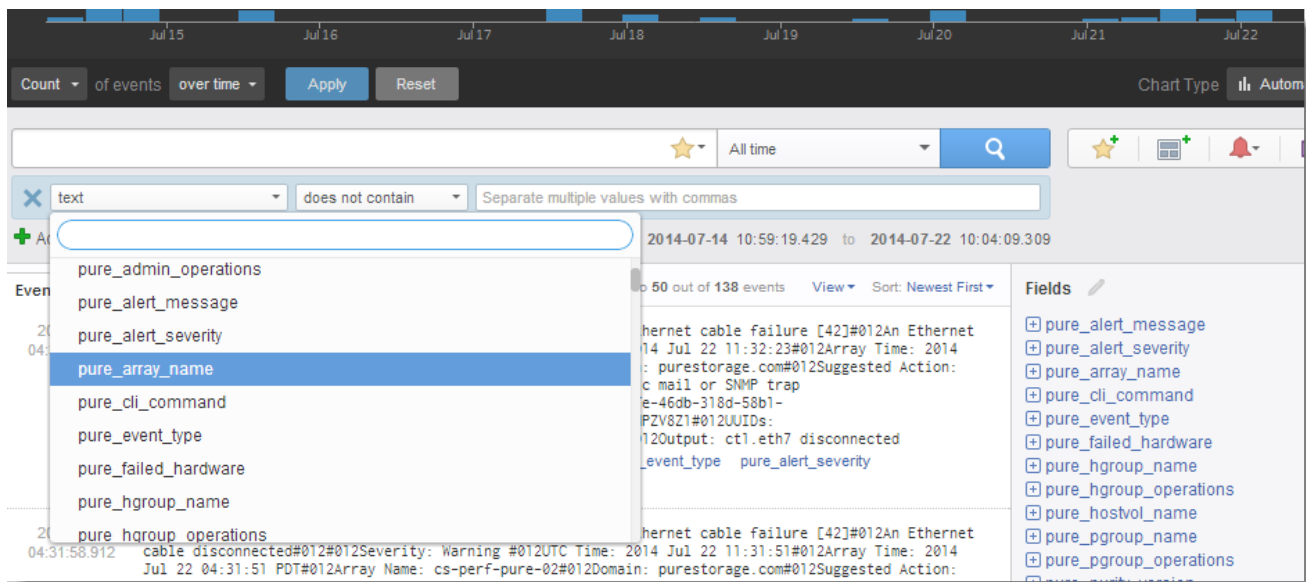 Jul 15 Jul 16 Jul 17 Jul 18 Jul 19 Jul 20 Jul 21 Jul 22
Count of events over time Apply Reset Chart Type
All time
text does not contain Separate multiple values with commas
2014-07-14 10:59:19.429 to 2014-07-22 10:04:09.309
pure_admin_operations
pure_alert_message
pure_alert_severity
pure_array_name
pure_cli_command
pure_event_type
pure_failed_hardware
pure_hgroup_name
pure_hgroup_operations
50 out of 138 events View Sort: Newest First
hernet cable failure [42]#012An Ethernet
14 Jul 22 11:32:23#012Array Time: 2014
: purestorage.com#012Suggested Action:
c mail or SNMP trap
e-46db-318d-58b1-
PZV8Z1#012UUIDs:
12Output: ct1.eth7 disconnected
_event_type pure_alert_severity
hernet cable failure [42]#012An Ethernet
04:31:58.912 cable disconnected#012#012Severity: Warning #012UTC Time: 2014 Jul 22 11:31:51#012Array Time: 2014
Jul 22 04:31:51 PDT#012Array Name: cs-perf-pure-02#012Domain: purestorage.com#012Suggested Action:
Fields
pure_alert_message
pure_alert_severity
pure_array_name
pure_cli_command
pure_event_type
pure_failed_hardware
pure_hgroup_name
pure_hgroup_operations
pure_hostvol_name
pure_pgroup_name
pure_pgroup_operations